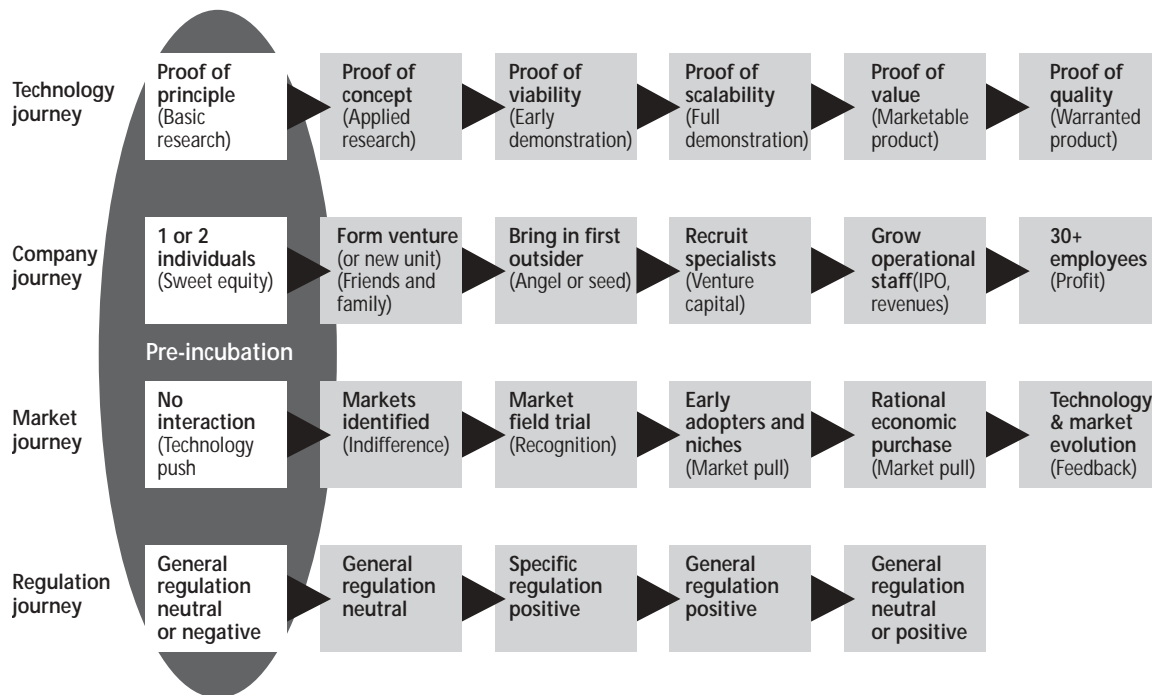 Technology
journey
Proof of
principle
(Basic
research)
Proof of
concept
(Applied
research)
Proof of
viability
(Early
demonstration)
Proof of
scalability
(Full
demonstration)
Proof of
value
(Marketable
product)
Proof of
quality
(Warranted
product)
Company
journey
1 or 2
individuals
(Sweet equity)
Form venture
(or new unit)
(Friends and
family)
Bring in first
outsider
(Angel or seed)
Recruit
specialists
(Venture
capital)
Grow
operational
staff(IPO,
revenues)
30+
employees
(Profit)
Pre-incubation
Market
journey
No
interaction
(Technology
push
Markets
identified
(Indifference)
Market
field trial
(Recognition)
Early
adopters and
niches
(Market pull)
Rational
economic
purchase
(Market pull)
Technology
& market
evolution
(Feedback)
Regulation
journey
General
regulation
neutral
or negative
General
regulation
neutral
Specific
regulation
positive
General
regulation
positive
General
regulation
neutral
or positive